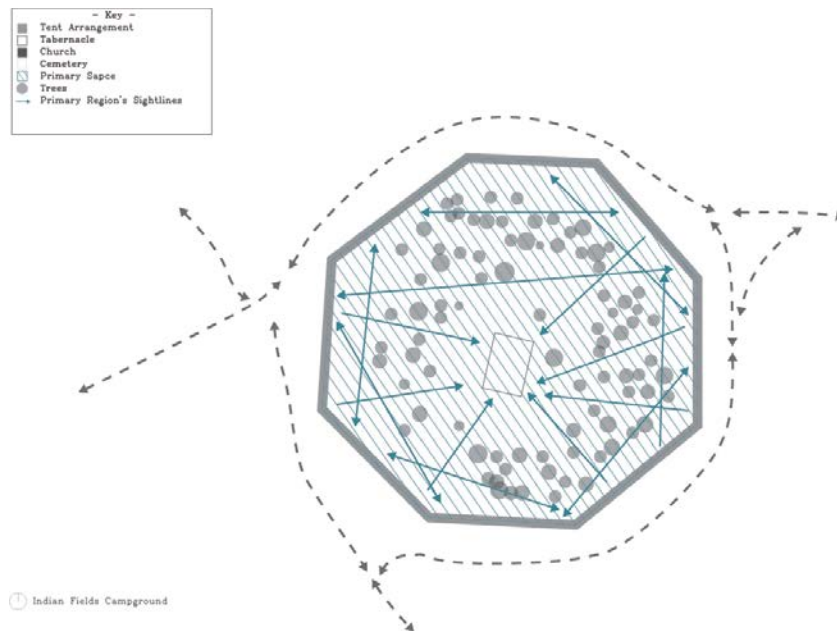 - Key -
Tent Arrangement
Tabernacle
Church
Cemetery
Primary Sapce
Trees
Primary Region's Sightlines
Indian Fields Campground